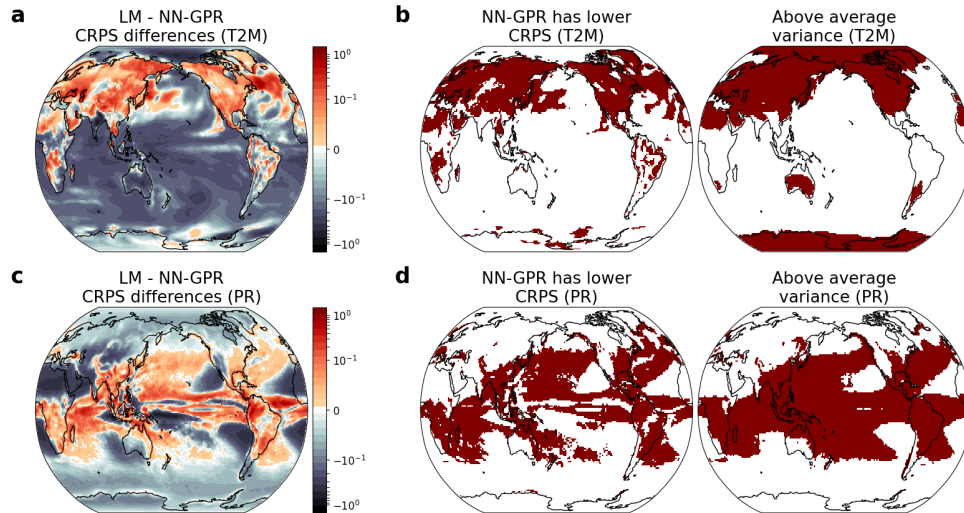 a
LM - NN-GPR
CRPS differences (T2M)
10⁰
10⁻¹
0
−10⁻¹
−10⁰
b
NN-GPR has lower
CRPS (T2M)
Above average
variance (T2M)
c
LM - NN-GPR
CRPS differences (PR)
10⁰
10⁻¹
0
−10⁻¹
−10⁰
d
NN-GPR has lower
CRPS (PR)
Above average
variance (PR)